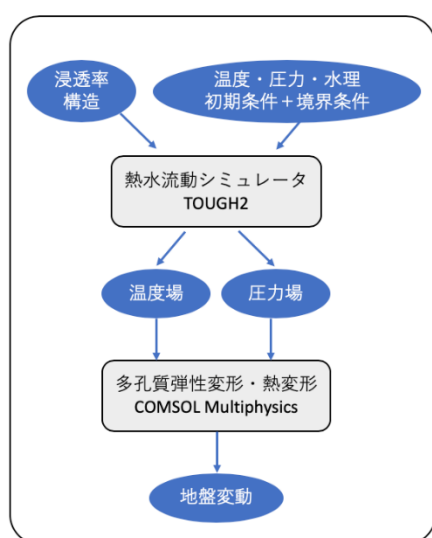 浸透率
構造
温度・圧力・水理
初期条件＋境界条件
熱水流動シミュレータ
TOUGH2
温度場
圧力場
多孔質弾性変形・熱変形
COMSOL Multiphysics
地盤変動